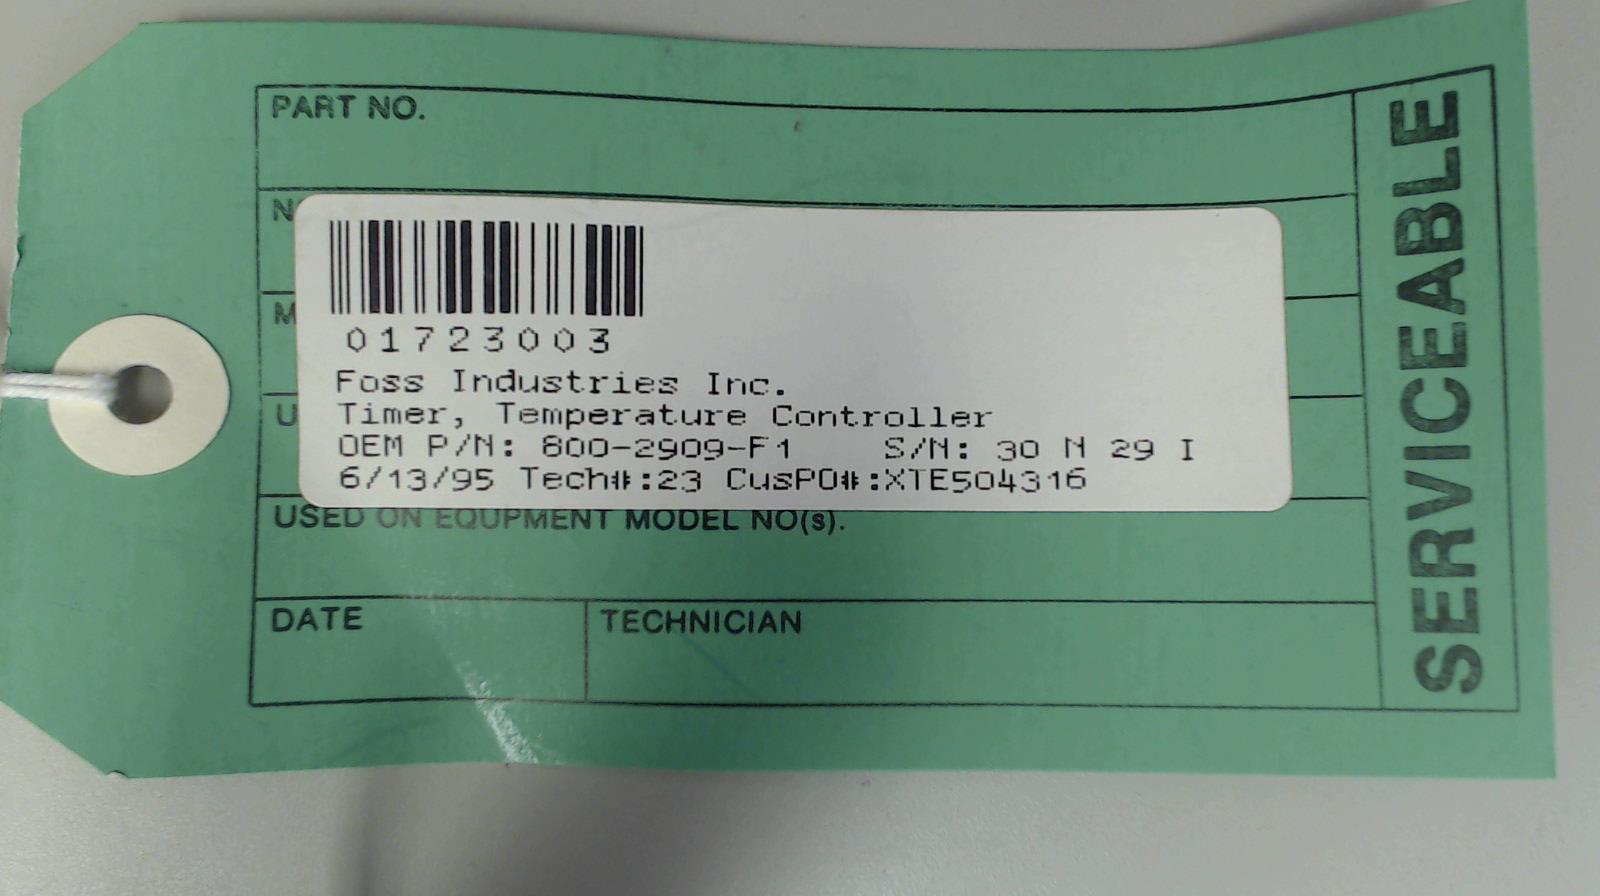 PART NO.
01723003
Foss Industries Inc.
Timer, Temperature Controller
OEM P/N: 800-2909-F1 S/N: 30 N 29 I
6/13/95 Tech#:23 CusPO#:XTE504316
USED ON EQUPMENT MODEL NO(s).
DATE TECHNICIAN
SERVICEABLE